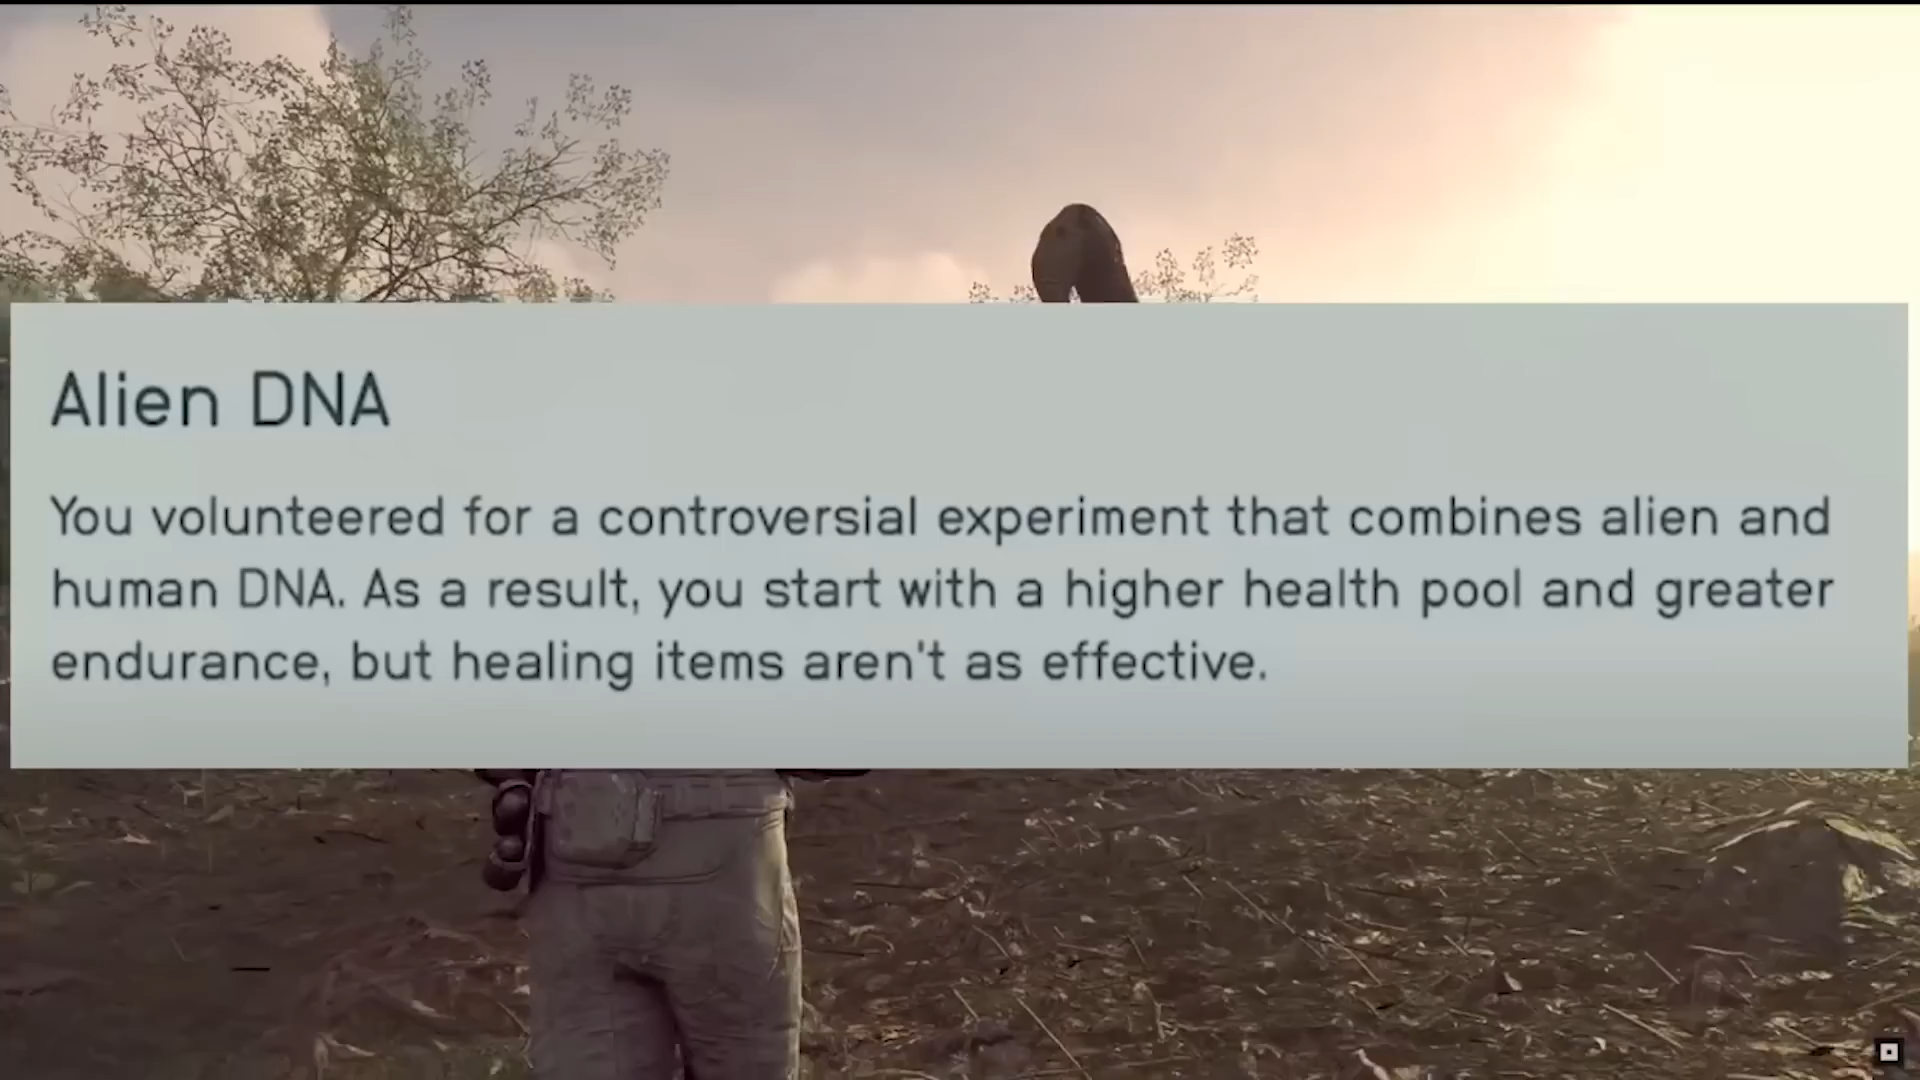 Alien DNA
You volunteered for a controversial experiment that combines alien and
human DNA. As a result, you start with a higher health pool and greater
endurance, but healing items aren't as effective.